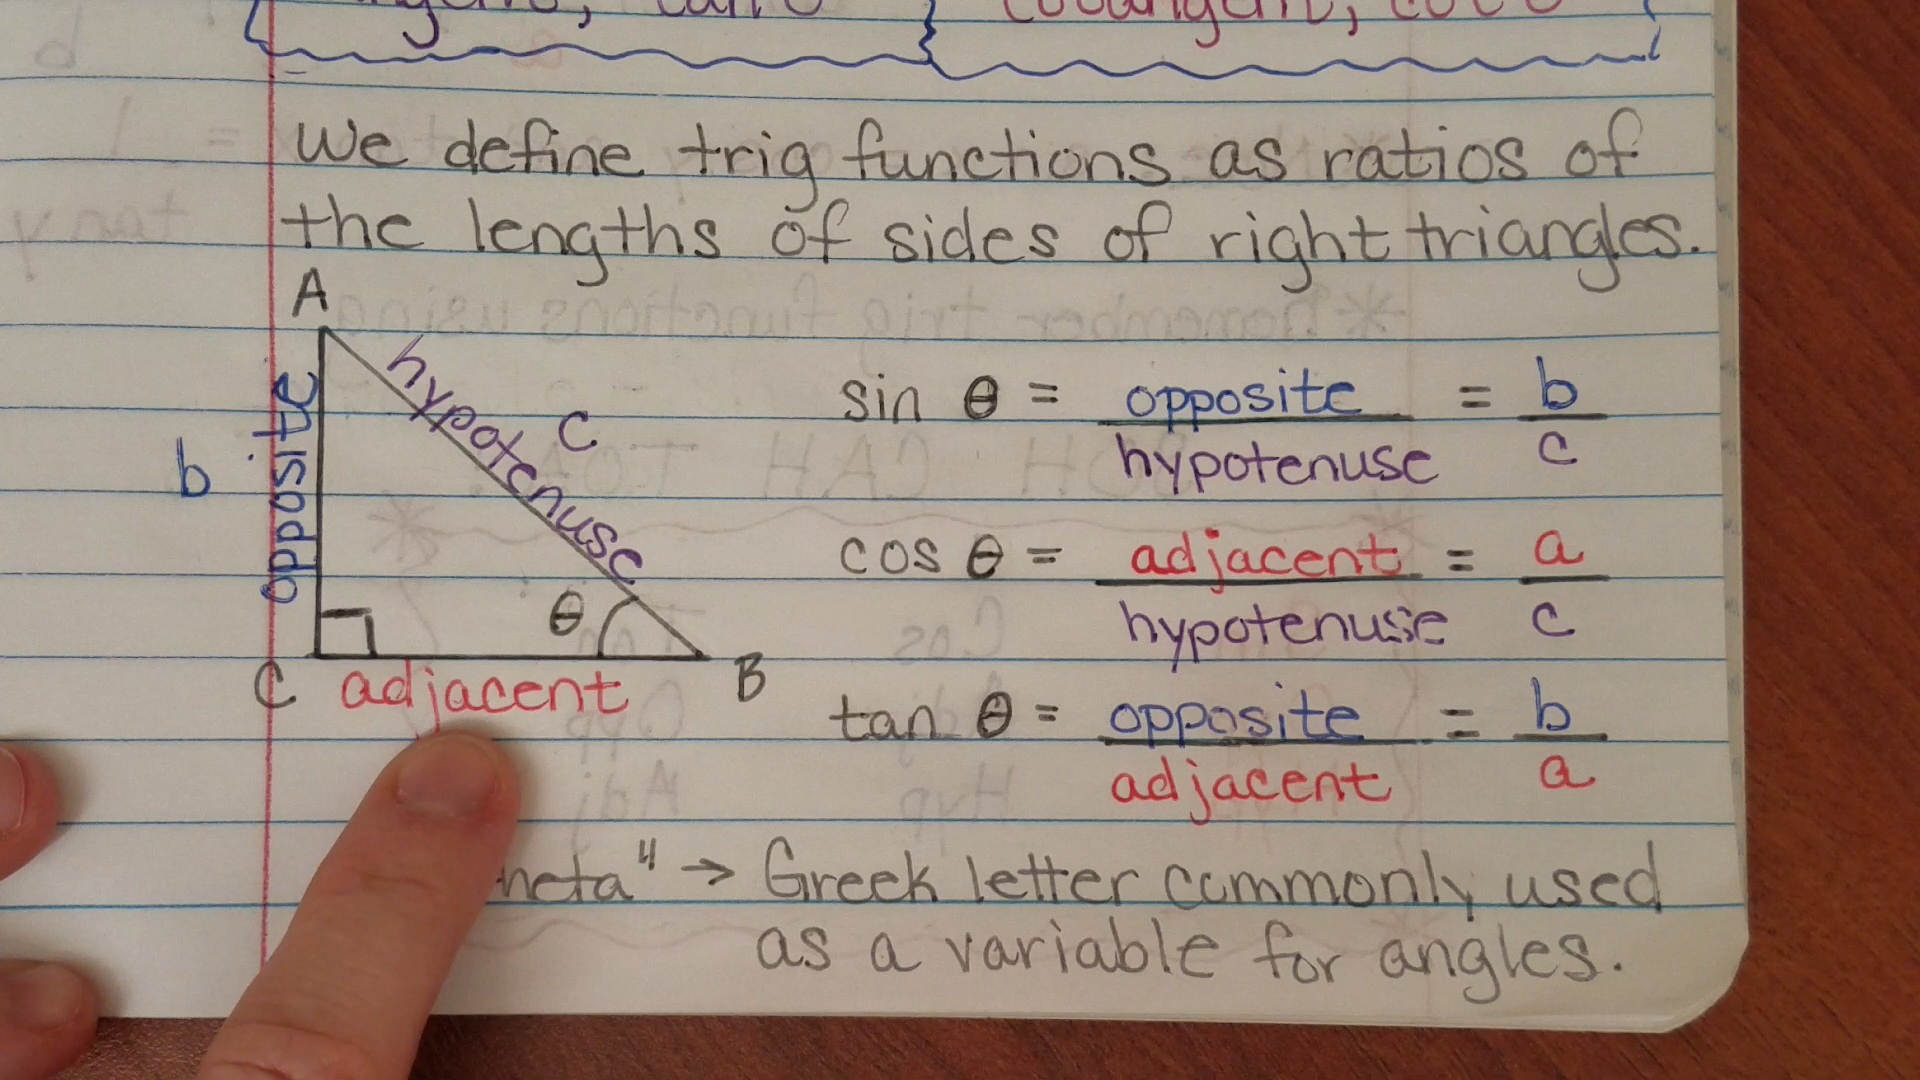 We define trig functions as ratios of
the lengths of sides of right triangles.
A
opposite
b
hypotenuse
c
θ
C
adjacent
B
sin θ = opposite / hypotenuse = b / c
cos θ = adjacent / hypotenuse = a / c
tan θ = opposite / adjacent = b / a
→ Greek letter commonly used
as a variable for angles.